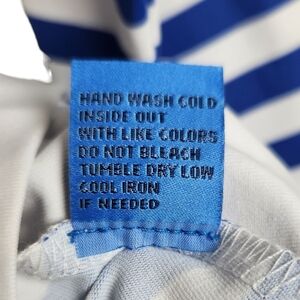 HAND WASH COLD
INSIDE OUT
WITH LIKE COLORS
DO NOT BLEACH
TUMBLE DRY LOW
COOL IRON
IF NEEDED